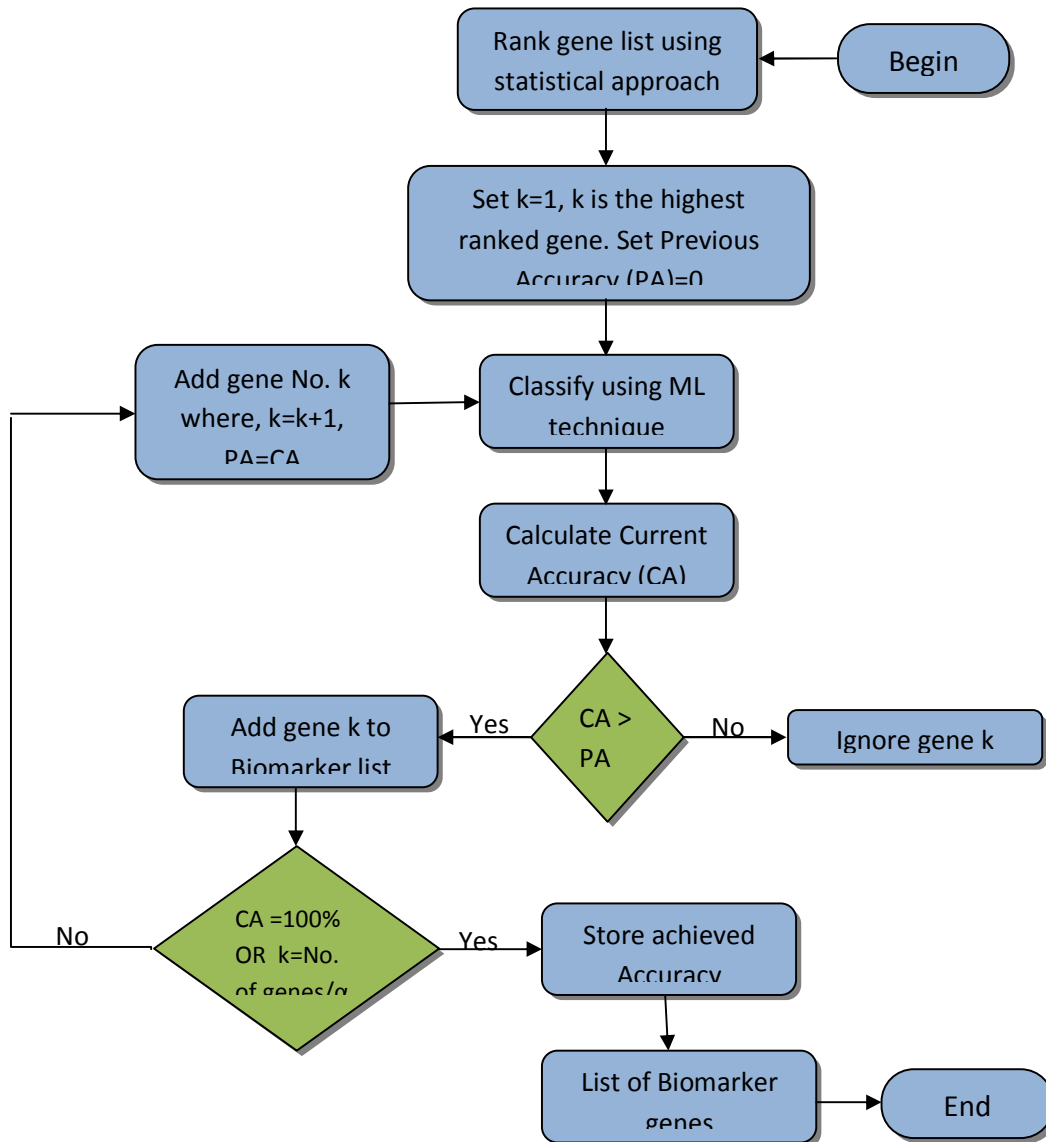 Rank gene list using
statistical approach
Begin
Set k=1, k is the highest
ranked gene. Set Previous
Accuracy (PA)=0
Add gene No. k
where, k=k+1,
PA=CA
Classify using ML
technique
Calculate Current
Accuracy (CA)
CA >
PA
Yes
No
Add gene k to
Biomarker list
Ignore gene k
CA =100%
OR k=No.
of genes/α
No
Yes
Store achieved
Accuracy
List of Biomarker
genes
End